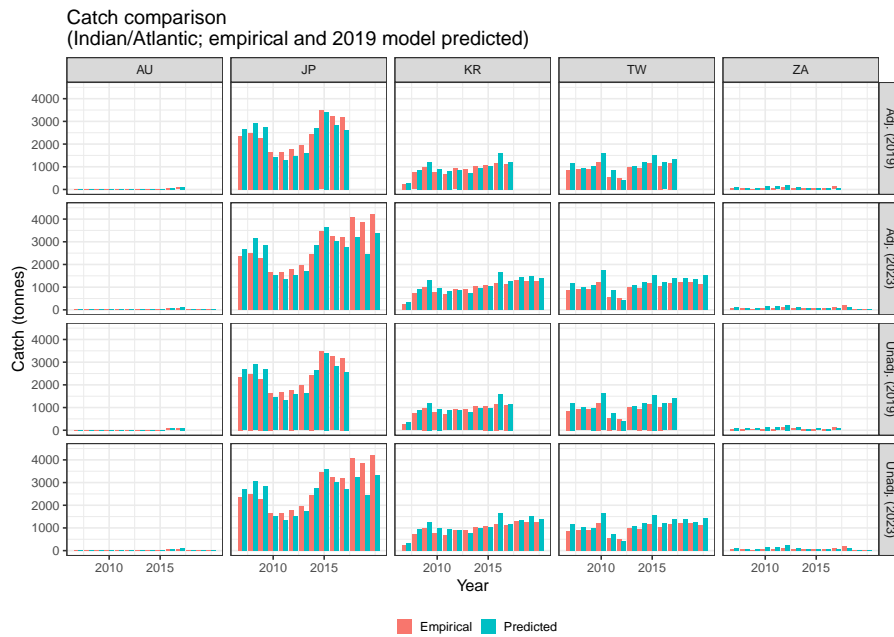 Catch comparison
(Indian/Atlantic; empirical and 2019 model predicted)
AU JP KR TW ZA
4000
3000
2000
1000
0
Adj. (2019)
4000
3000
2000
1000
0
Adj. (2023)
4000
3000
2000
1000
0
Unadj. (2019)
4000
3000
2000
1000
0
Unadj. (2023)
Catch (tonnes)
2010 2015 2010 2015 2010 2015 2010 2015 2010 2015
Year
Empirical Predicted